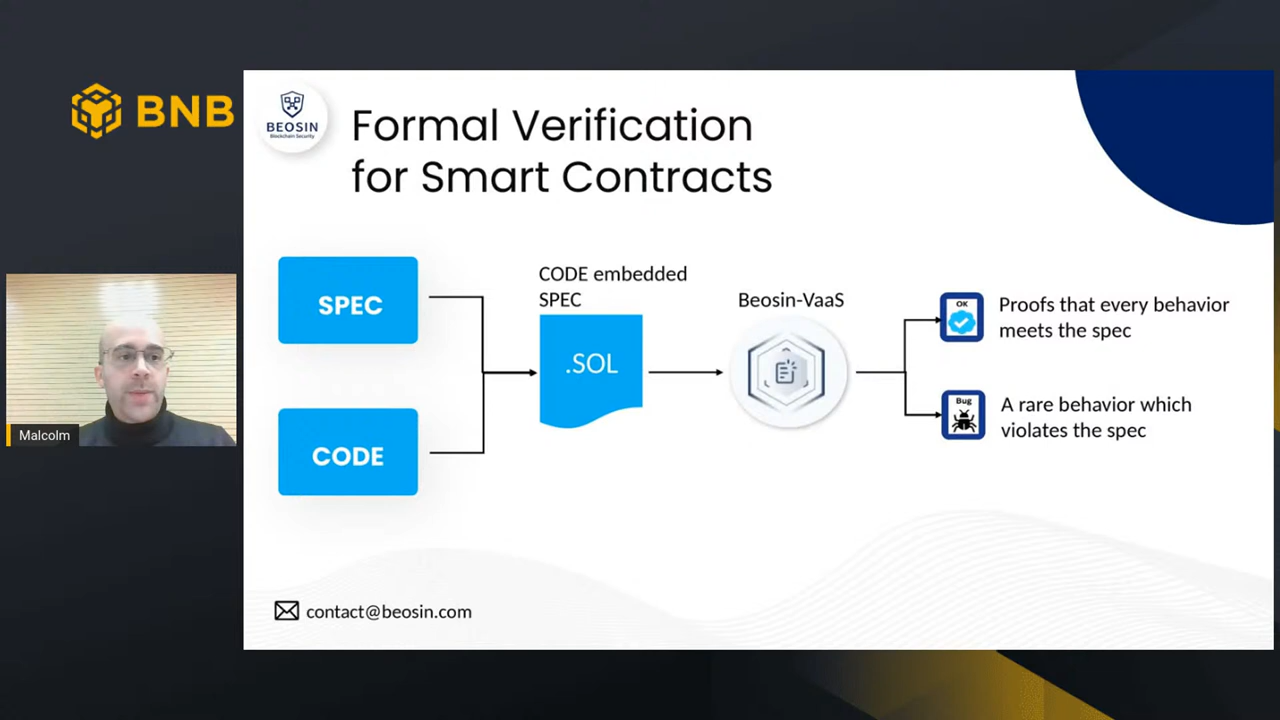 BNB
BEOSIN
Blockchain Security
Formal Verification
for Smart Contracts
SPEC
CODE
CODE embedded
SPEC
.SOL
Beosin-VaaS
OK
Proofs that every behavior
meets the spec
Bug
A rare behavior which
violates the spec
Malcolm
contact@beosin.com